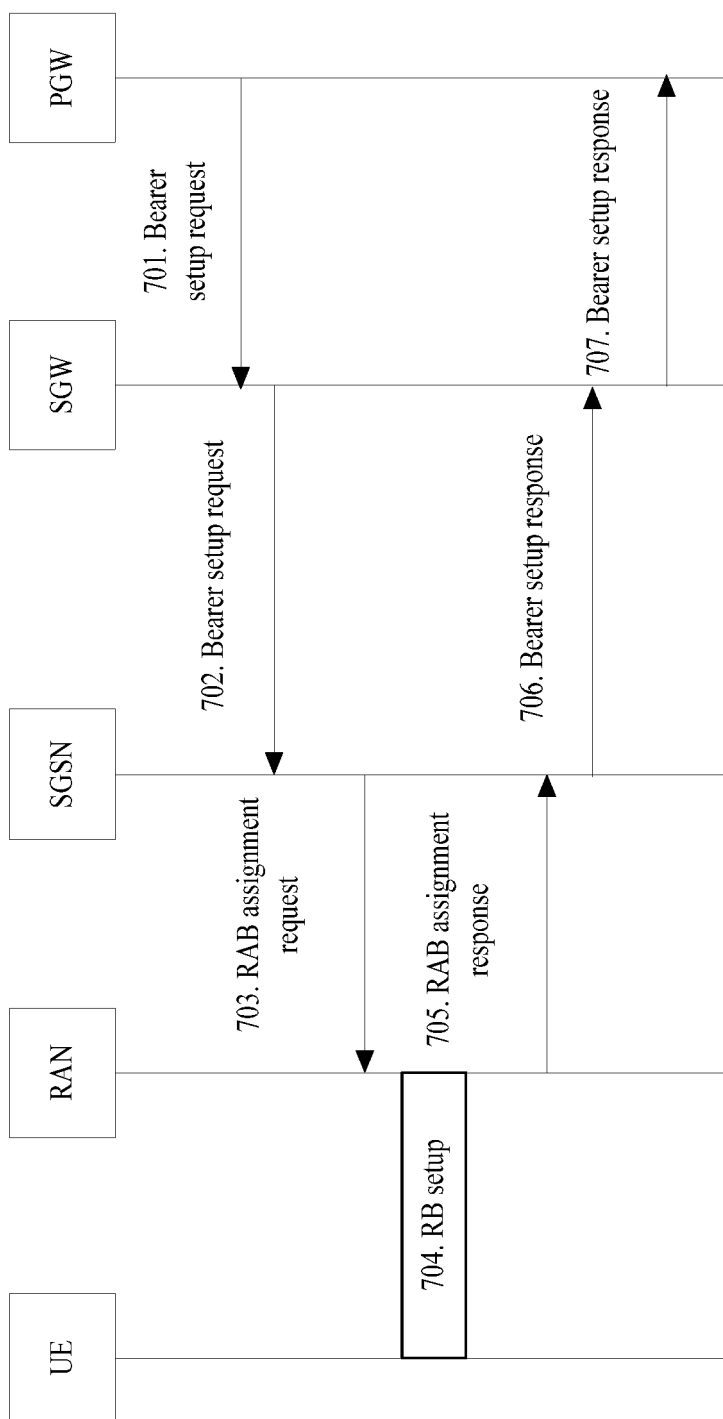 UE
RAN
SGSN
SGW
PGW
701. Bearer
setup request
702. Bearer setup request
703. RAB assignment
request
704. RB setup
705. RAB assignment
response
706. Bearer setup response
707. Bearer setup response